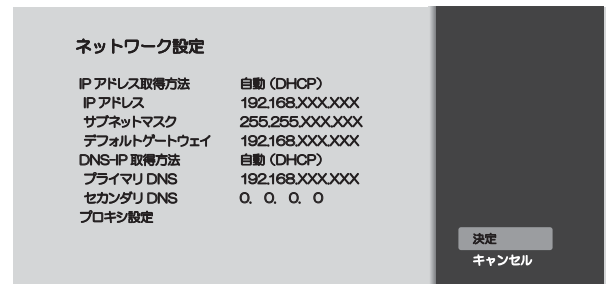 ネットワーク設定
IP アドレス取得方法 自動（DHCP）
IP アドレス 192.168.XXX.XXX
サブネットマスク 255.255.XXX.XXX
デフォルトゲートウェイ 192.168.XXX.XXX
DNS-IP 取得方法 自動（DHCP）
プライマリ DNS 192.168.XXX.XXX
セカンダリ DNS 0. 0. 0. 0
プロキシ設定
決定
キャンセル